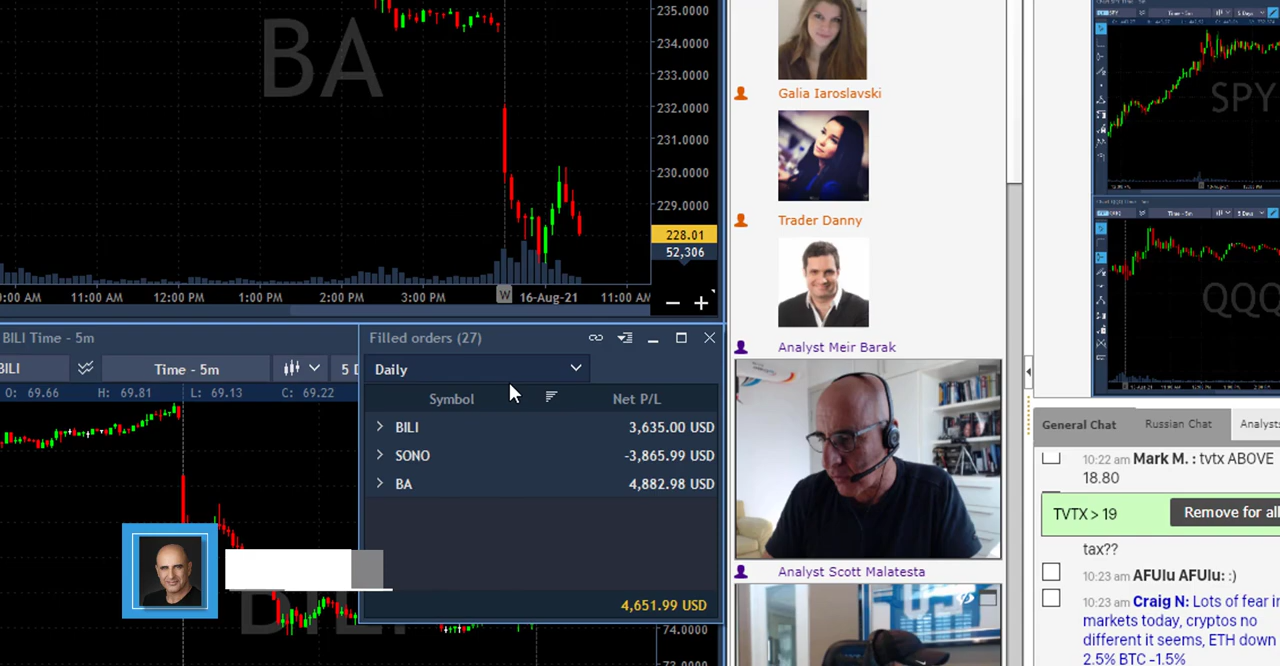 BA
235.0000
234.0000
233.0000
232.0000
231.0000
230.0000
229.0000
228.01
52,306
11:00 AM 12:00 PM 1:00 PM 2:00 PM 3:00 PM W 16-Aug-21 11:00 AM
BILI Time - 5m
BILI Time - 5m 5 D
O: 69.66 H: 69.81 L: 69.13 C: 69.22
BILI
74.0000
Filled orders (27)
Daily
Symbol Net P/L
BILI 3,635.00 USD
SONO -3,865.99 USD
BA 4,882.98 USD
4,651.99 USD
Galia Iaroslavski
Trader Danny
Analyst Meir Barak
Analyst Scott Malatesta
SPY
QQQ
General Chat Russian Chat Analysts
10:22 am Mark M. : tvtx ABOVE
18.80
TVTX > 19 Remove for all
tax??
10:23 am AFUlu AFUlu: :)
10:23 am Craig N: Lots of fear in
markets today, cryptos no
different it seems, ETH down
2.5% BTC -1.5%